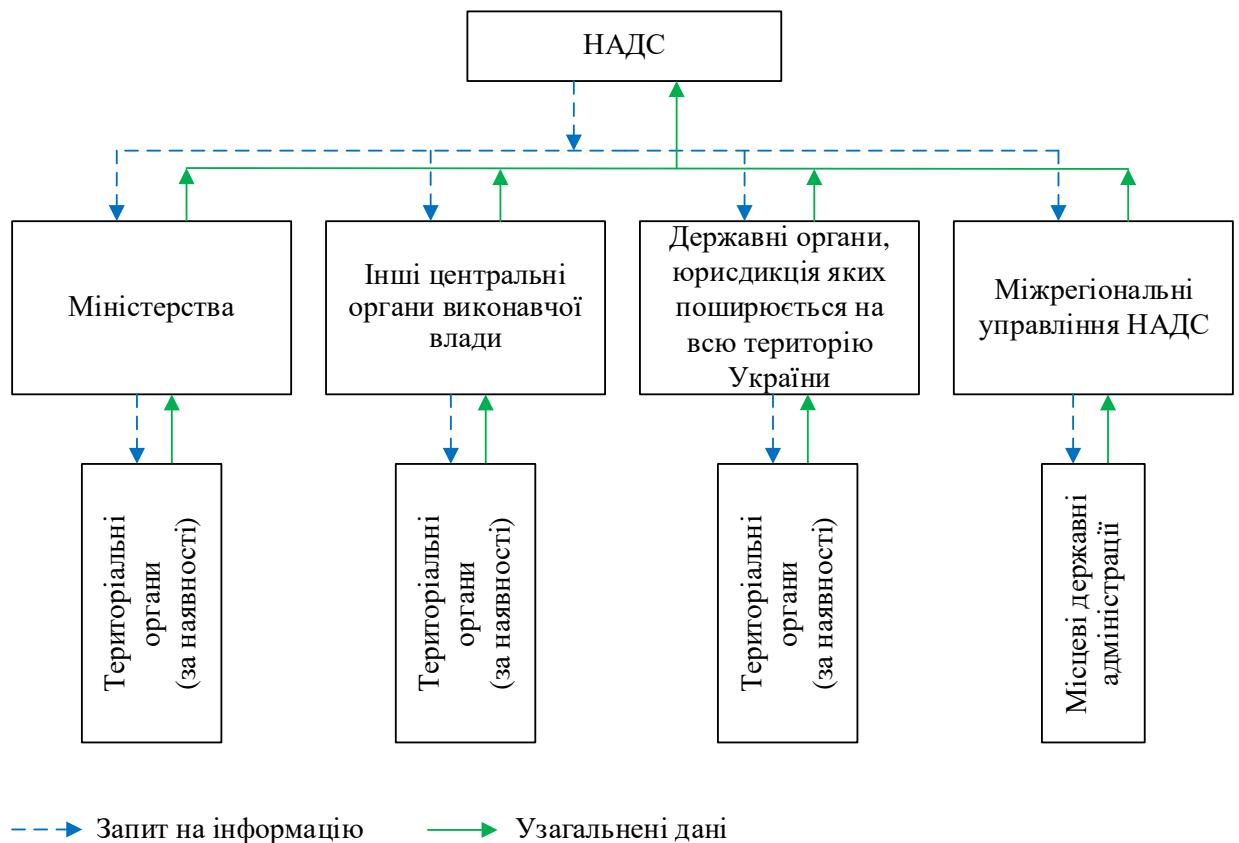 НАДС
Міністерства
Інші центральні
органи виконавчої
влади
Державні органи,
юрисдикція яких
поширюється на
всю територію
України
Міжрегіональні
управління НАДС
Територіальні
органи
(за наявності)
Територіальні
органи
(за наявності)
Територіальні
органи
(за наявності)
Місцеві державні
адміністрації
Запит на інформацію
Узагальнені дані